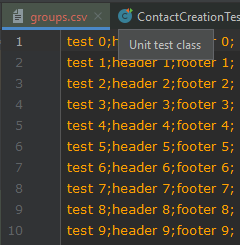 groups.csv ContactCreationTes
1 test 0;h er 0;
Unit test class
2 test 1;header 1;footer 1;
3 test 2;header 2;footer 2;
4 test 3;header 3;footer 3;
5 test 4;header 4;footer 4;
6 test 5;header 5;footer 5;
7 test 6;header 6;footer 6;
8 test 7;header 7;footer 7;
9 test 8;header 8;footer 8;
10 test 9;header 9;footer 9;